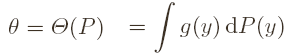 θ = Θ(P) = ∫ g(y) dP(y)